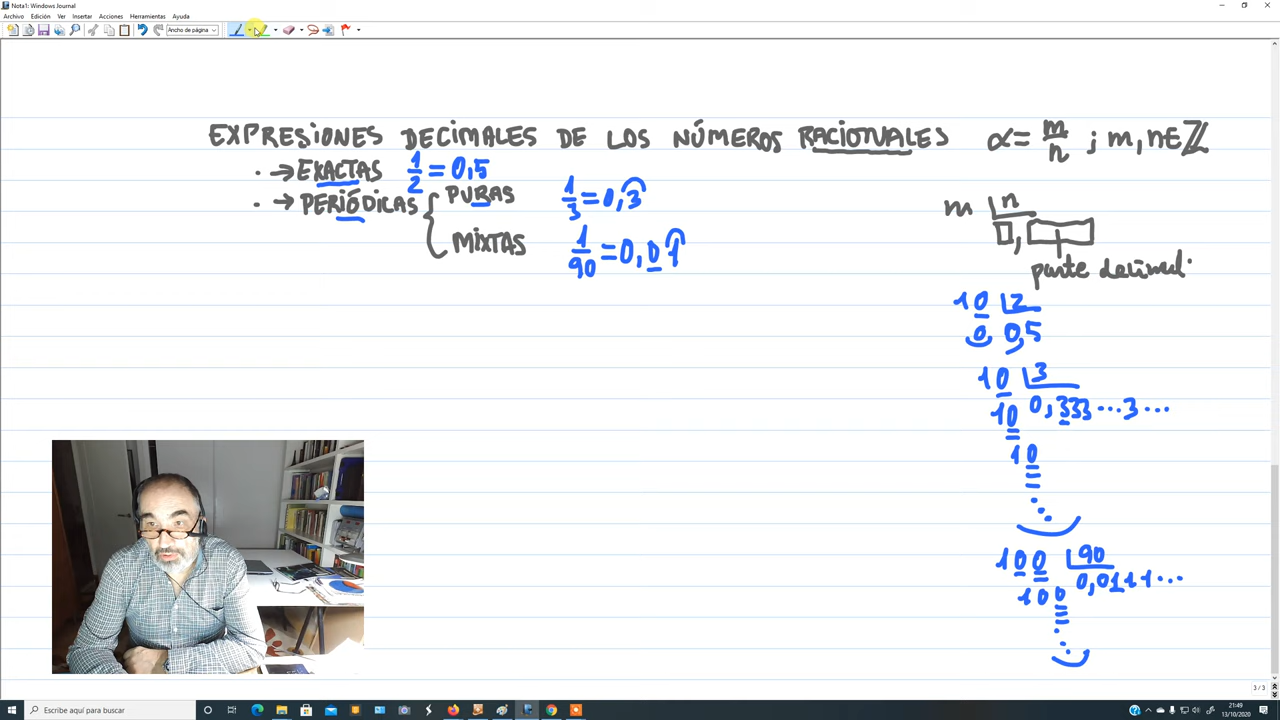 Nota1: Windows Journal
Archivo Edición Ver Insertar Acciones Herramientas Ayuda
Ancho de página
EXPRESIONES DECIMALES DE LOS NÚMEROS RACIONALES α = m/n ; m, n ∈ ℤ
· → EXACTAS 1/2 = 0,5
· → PERIÓDICAS { PURAS 1/3 = 0,3̂
MIXTAS 1/90 = 0,01̂
m |n
,
parte decimal
10 |2
0 0,5
10 |3
10 0,333...3...
10
100 |90
100 0,0111...
3 / 3
Escribe aquí para buscar
21:49
13/10/2020